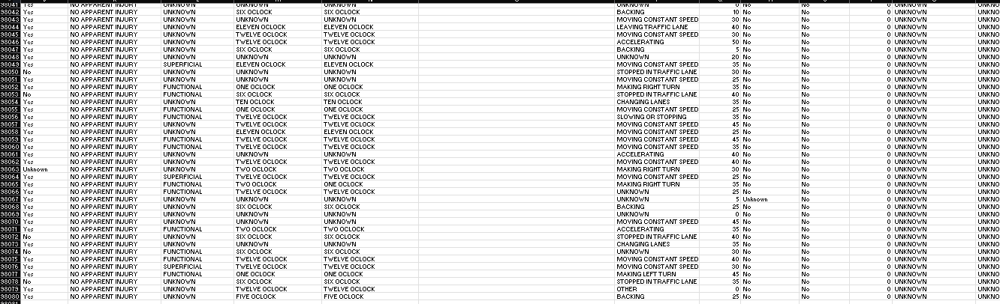 98041 Yes NO APPARENT INJURY UNKNOWN UNKNOWN UNKNOWN UNKNOWN 0 No No 0 UNKNOWN UNKNO
98042 Yes NO APPARENT INJURY UNKNOWN SIX OCLOCK SIX OCLOCK BACKING 10 No No 0 UNKNOWN UNKNO
98043 Yes NO APPARENT INJURY UNKNOWN UNKNOWN UNKNOWN MOVING CONSTANT SPEED 30 No No 0 UNKNOWN UNKNO
98044 Yes NO APPARENT INJURY UNKNOWN ELEVEN OCLOCK ELEVEN OCLOCK LEAVING TRAFFIC LANE 40 No No 0 UNKNOWN UNKNO
98045 Yes NO APPARENT INJURY UNKNOWN TWELVE OCLOCK TWELVE OCLOCK MOVING CONSTANT SPEED 30 No No 0 UNKNOWN UNKNO
98046 Yes NO APPARENT INJURY UNKNOWN TWELVE OCLOCK TWELVE OCLOCK ACCELERATING 50 No No 0 UNKNOWN UNKNO
98047 Yes NO APPARENT INJURY UNKNOWN SIX OCLOCK SIX OCLOCK BACKING 5 No No 0 UNKNOWN UNKNO
98048 Yes NO APPARENT INJURY UNKNOWN UNKNOWN UNKNOWN UNKNOWN 20 No No 0 UNKNOWN UNKNO
98049 Yes NO APPARENT INJURY SUPERFICIAL ELEVEN OCLOCK ELEVEN OCLOCK MOVING CONSTANT SPEED 35 No No 0 UNKNOWN UNKNO
98050 No NO APPARENT INJURY UNKNOWN UNKNOWN UNKNOWN STOPPED IN TRAFFIC LANE 30 No No 0 UNKNOWN UNKNO
98051 Yes NO APPARENT INJURY UNKNOWN UNKNOWN UNKNOWN MOVING CONSTANT SPEED 25 No No 0 UNKNOWN UNKNO
98052 Yes NO APPARENT INJURY FUNCTIONAL ONE OCLOCK ONE OCLOCK MAKING RIGHT TURN 35 No No 0 UNKNOWN UNKNO
98053 No NO APPARENT INJURY FUNCTIONAL SIX OCLOCK SIX OCLOCK STOPPED IN TRAFFIC LANE 40 No No 0 UNKNOWN UNKNO
98054 Yes NO APPARENT INJURY UNKNOWN TEN OCLOCK TEN OCLOCK CHANGING LANES 35 No No 0 UNKNOWN UNKNO
98055 Yes NO APPARENT INJURY FUNCTIONAL ONE OCLOCK ONE OCLOCK MOVING CONSTANT SPEED 25 No No 0 UNKNOWN UNKNO
98056 Yes NO APPARENT INJURY FUNCTIONAL TWELVE OCLOCK TWELVE OCLOCK SLOWING OR STOPPING 35 No No 0 UNKNOWN UNKNO
98057 Yes NO APPARENT INJURY UNKNOWN TWELVE OCLOCK TWELVE OCLOCK MOVING CONSTANT SPEED 45 No No 0 UNKNOWN UNKNO
98058 Yes NO APPARENT INJURY UNKNOWN ELEVEN OCLOCK ELEVEN OCLOCK MOVING CONSTANT SPEED 25 No No 0 UNKNOWN UNKNO
98059 Yes NO APPARENT INJURY FUNCTIONAL TWELVE OCLOCK TWELVE OCLOCK MOVING CONSTANT SPEED 45 No No 0 UNKNOWN UNKNO
98060 Yes NO APPARENT INJURY FUNCTIONAL TWELVE OCLOCK TWELVE OCLOCK MOVING CONSTANT SPEED 35 No No 0 UNKNOWN UNKNO
98061 Yes NO APPARENT INJURY UNKNOWN UNKNOWN UNKNOWN ACCELERATING 40 No No 0 UNKNOWN UNKNO
98062 Yes NO APPARENT INJURY UNKNOWN TWELVE OCLOCK TWELVE OCLOCK MOVING CONSTANT SPEED 40 No No 0 UNKNOWN UNKNO
98063 Unknown NO APPARENT INJURY UNKNOWN TWO OCLOCK TWO OCLOCK MAKING RIGHT TURN 30 No No 0 UNKNOWN UNKNO
98064 Yes NO APPARENT INJURY SUPERFICIAL TWELVE OCLOCK TWELVE OCLOCK MOVING CONSTANT SPEED 25 No No 0 UNKNOWN UNKNO
98065 Yes NO APPARENT INJURY FUNCTIONAL TWO OCLOCK ONE OCLOCK MAKING RIGHT TURN 35 No No 0 UNKNOWN UNKNO
98066 Yes NO APPARENT INJURY FUNCTIONAL TWELVE OCLOCK TWELVE OCLOCK UNKNOWN 25 No No 0 UNKNOWN UNKNO
98067 Yes NO APPARENT INJURY UNKNOWN UNKNOWN UNKNOWN UNKNOWN 5 Unknown No 0 UNKNOWN UNKNO
98068 Yes NO APPARENT INJURY UNKNOWN SIX OCLOCK SIX OCLOCK BACKING 25 No No 0 UNKNOWN UNKNO
98069 Yes NO APPARENT INJURY UNKNOWN UNKNOWN UNKNOWN UNKNOWN 0 No No 0 UNKNOWN UNKNO
98070 Yes NO APPARENT INJURY UNKNOWN UNKNOWN UNKNOWN MOVING CONSTANT SPEED 45 No No 0 UNKNOWN UNKNO
98071 Yes NO APPARENT INJURY FUNCTIONAL TWO OCLOCK TWO OCLOCK ACCELERATING 35 No No 0 UNKNOWN UNKNO
98072 No NO APPARENT INJURY UNKNOWN SIX OCLOCK SIX OCLOCK STOPPED IN TRAFFIC LANE 40 No No 0 UNKNOWN UNKNO
98073 Yes NO APPARENT INJURY UNKNOWN UNKNOWN UNKNOWN CHANGING LANES 35 No No 0 UNKNOWN UNKNO
98074 No NO APPARENT INJURY FUNCTIONAL SIX OCLOCK SIX OCLOCK UNKNOWN 30 No No 0 UNKNOWN UNKNO
98075 Yes NO APPARENT INJURY FUNCTIONAL TWELVE OCLOCK TWELVE OCLOCK MOVING CONSTANT SPEED 40 No No 0 UNKNOWN UNKNO
98076 Yes NO APPARENT INJURY SUPERFICIAL TWELVE OCLOCK TWELVE OCLOCK MOVING CONSTANT SPEED 30 No No 0 UNKNOWN UNKNO
98077 Yes NO APPARENT INJURY FUNCTIONAL ONE OCLOCK ONE OCLOCK MAKING LEFT TURN 45 No No 0 UNKNOWN UNKNO
98078 No NO APPARENT INJURY UNKNOWN SIX OCLOCK SIX OCLOCK STOPPED IN TRAFFIC LANE 35 No No 0 UNKNOWN UNKNO
98079 Yes NO APPARENT INJURY UNKNOWN TWELVE OCLOCK TWELVE OCLOCK OTHER 0 No No 0 UNKNOWN UNKNO
98080 Yes NO APPARENT INJURY UNKNOWN FIVE OCLOCK FIVE OCLOCK BACKING 25 No No 0 UNKNOWN UNKNO